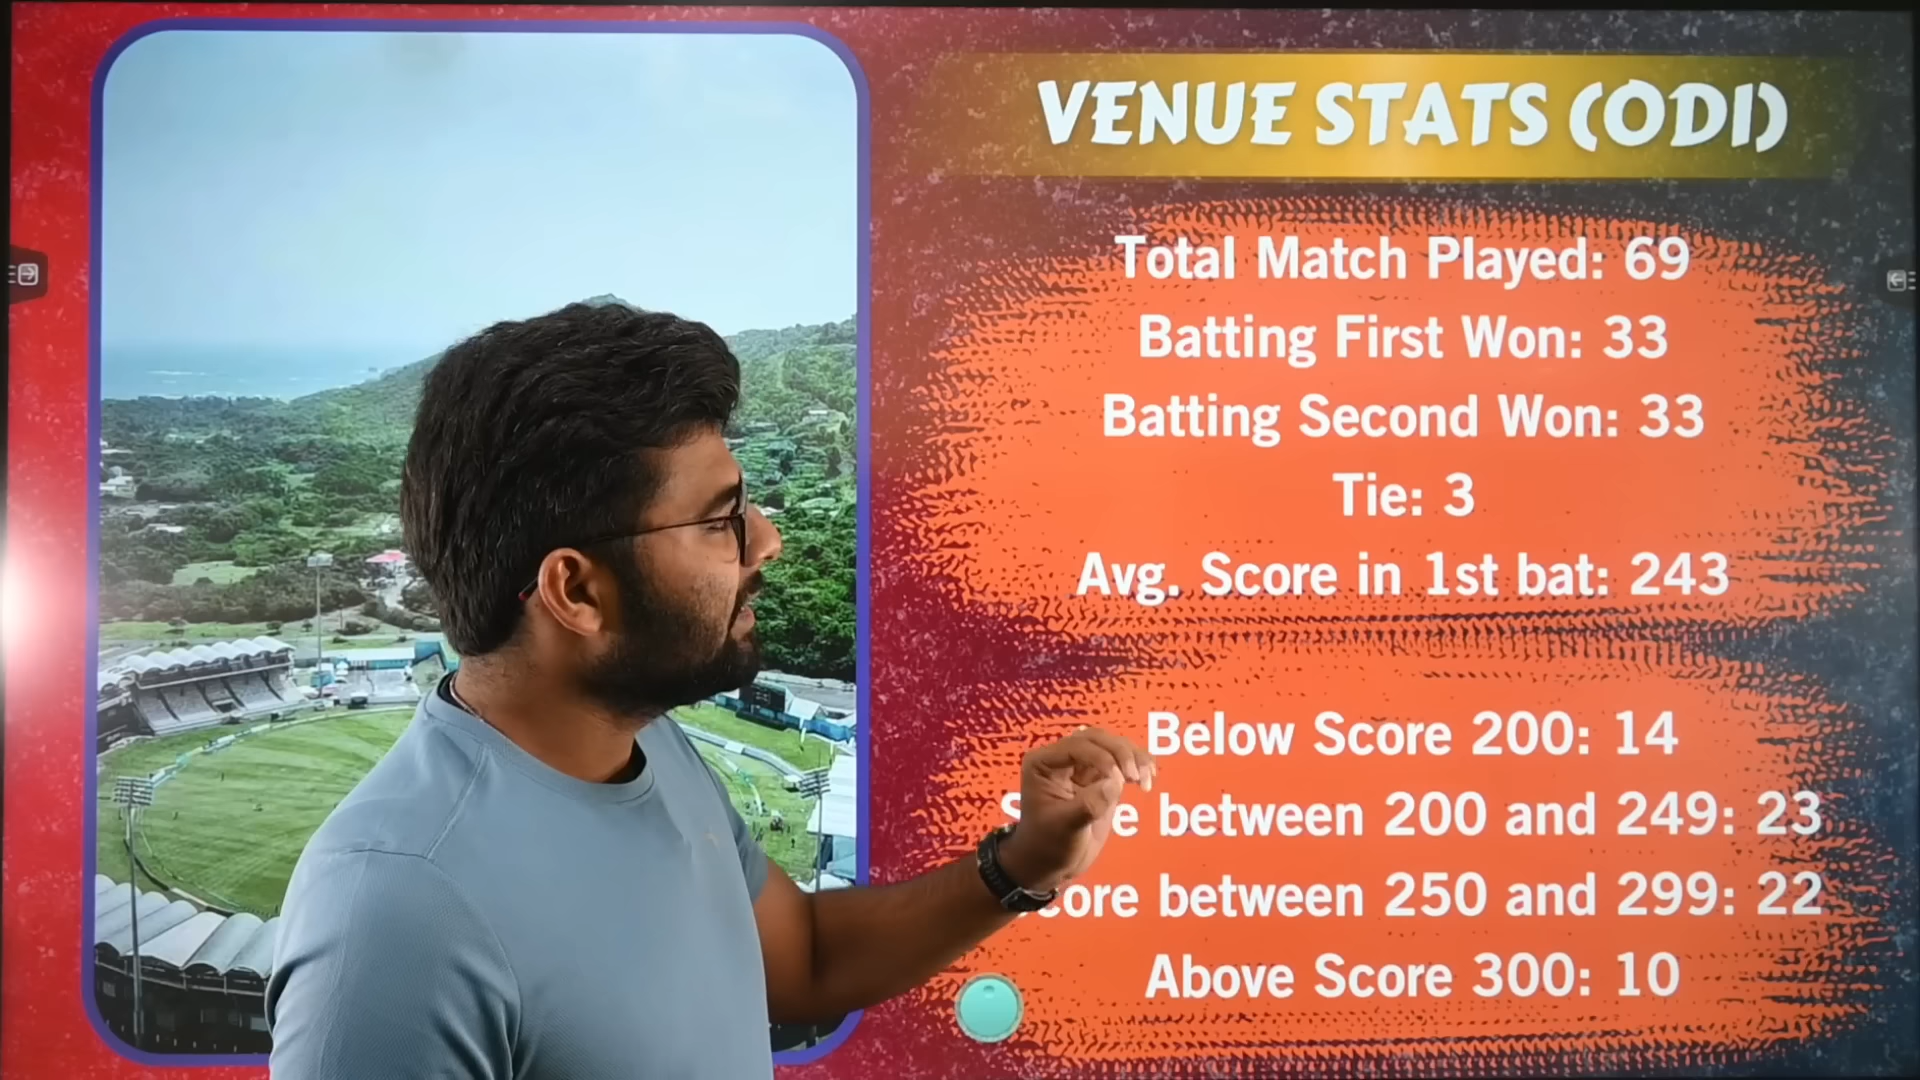 VENUE STATS (ODI)
Total Match Played: 69
Batting First Won: 33
Batting Second Won: 33
Tie: 3
Avg. Score in 1st bat: 243
Below Score 200: 14
between 200 and 249: 23
between 250 and 299: 22
Above Score 300: 10